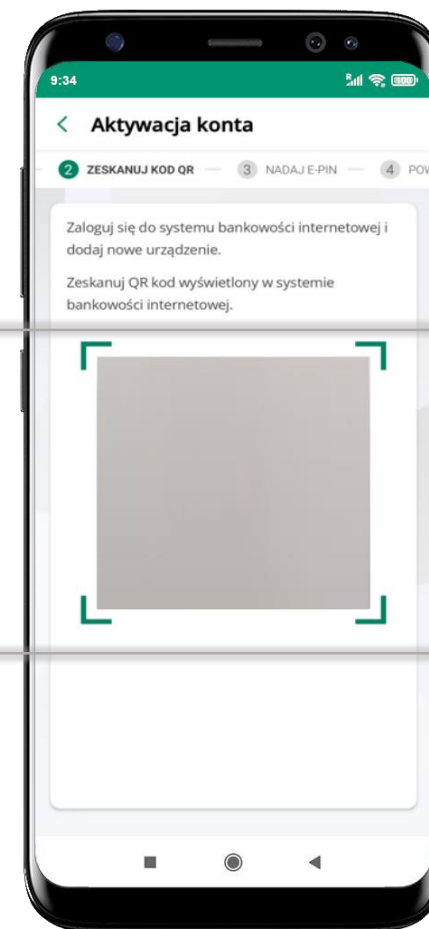 9:34
Aktywacja konta
2 ZESKANUJ KOD QR 3 NADAJ E-PIN 4 POW
Zaloguj się do systemu bankowości internetowej i
dodaj nowe urządzenie.
Zeskanuj QR kod wyświetlony w systemie
bankowości internetowej.